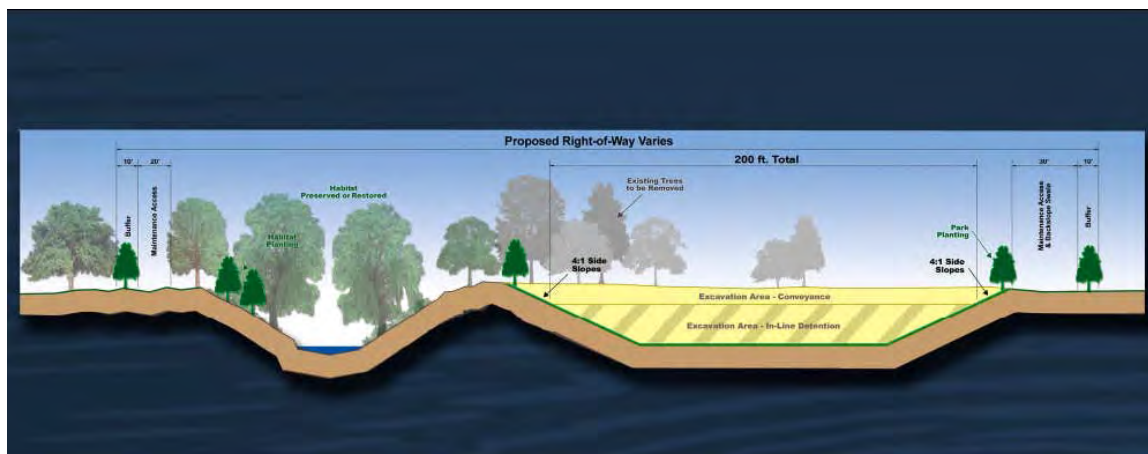 Proposed Right-of-Way Varies
200 ft. Total
10'
20'
Buffer
Maintenance Access
Habitat
Preserved or Restored
Habitat
Planting
Existing Trees
to be Removed
4:1 Side
Slopes
Excavation Area - Conveyance
Excavation Area - In-Line Detention
Park
Planting
4:1 Side
Slopes
30'
10'
Maintenance Access
& Backslope Swale
Buffer